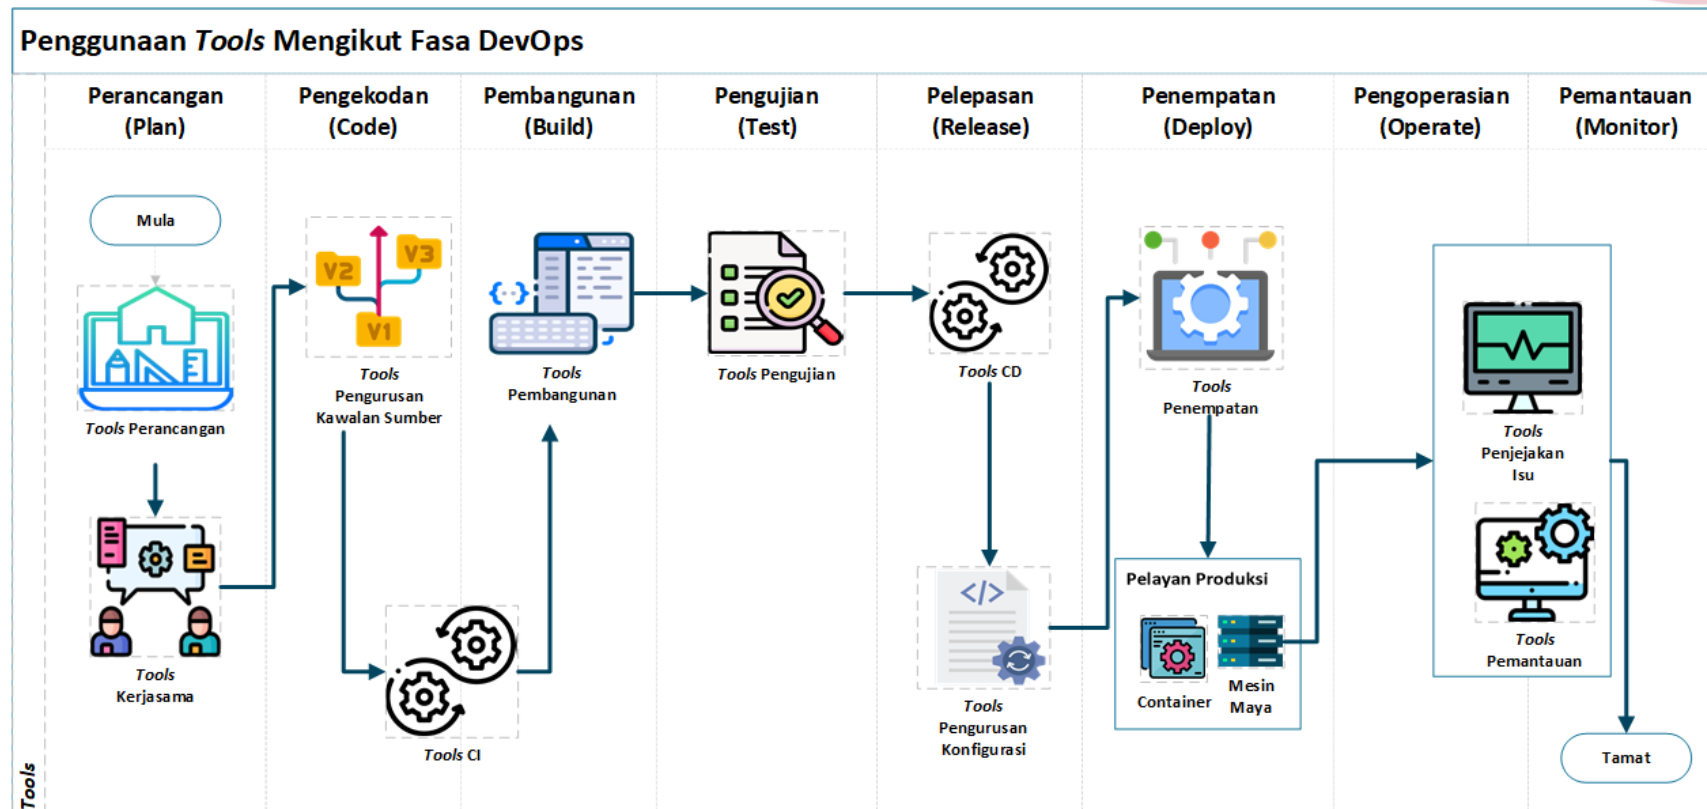 Penggunaan Tools Mengikut Fasa DevOps
Perancangan
(Plan)
Pengekodan
(Code)
Pembangunan
(Build)
Pengujian
(Test)
Pelepasan
(Release)
Penempatan
(Deploy)
Pengoperasian
(Operate)
Pemantauan
(Monitor)
Mula
Tools Perancangan
Tools
Kerjasama
V2
V3
V1
Tools
Pengurusan
Kawalan Sumber
Tools CI
Tools
Pembangunan
Tools Pengujian
Tools CD
</>
Tools
Pengurusan
Konfigurasi
Tools
Penempatan
Pelayan Produksi
Container
Mesin
Maya
Tools
Penjejakan
Isu
Tools
Pemantauan
Tamat
Tools